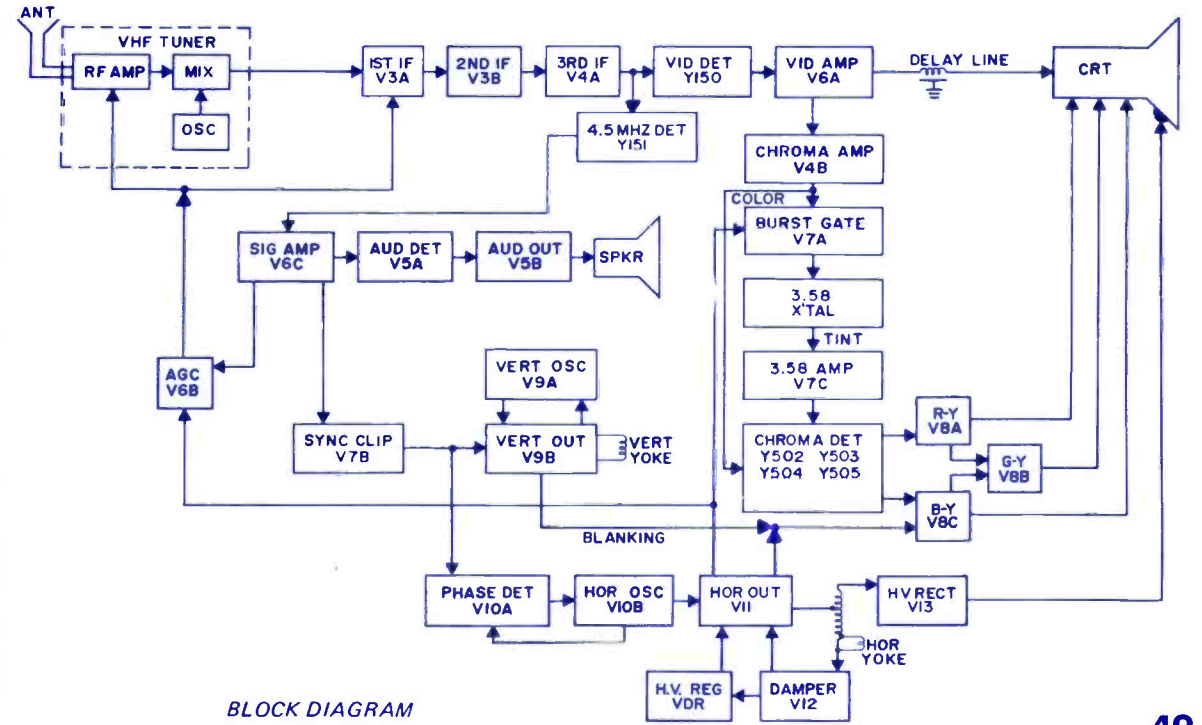 ANT
VHF TUNER
RF AMP
MIX
OSC
IST IF
V3A
2ND IF
V3B
3RD IF
V4A
VID DET
Y150
VID AMP
V6A
DELAY LINE
CRT
4.5 MHZ DET
Y151
CHROMA AMP
V4B
COLOR
BURST GATE
V7A
SIG AMP
V6C
AUD DET
V5A
AUD OUT
V5B
SPKR
3.58
X'TAL
TINT
3.58 AMP
V7C
AGC
V6B
VERT OSC
V9A
SYNC CLIP
V7B
VERT OUT
V9B
VERT
YOKE
CHROMA DET
Y502 Y503
Y504 Y505
R-Y
V8A
G-Y
V8B
B-Y
V8C
BLANKING
PHASE DET
V10A
HOR OSC
V10B
HOR OUT
V11
HV RECT
V13
HOR
YOKE
H.V. REG
VDR
DAMPER
V12
BLOCK DIAGRAM
49